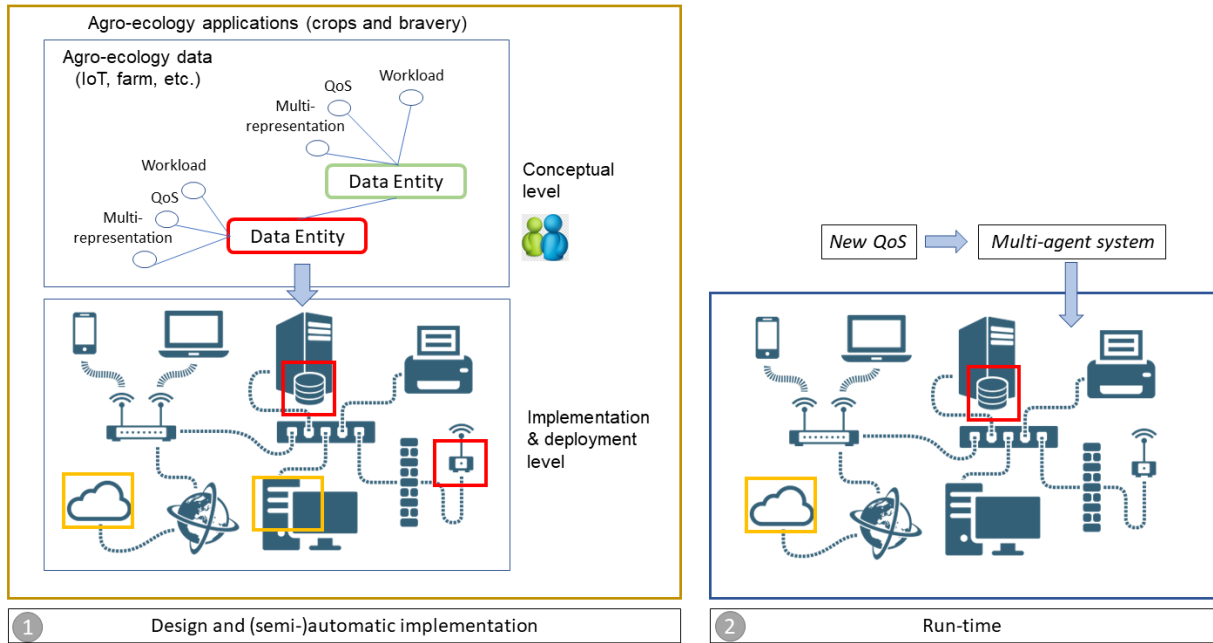 Agro-ecology applications (crops and bravery)
Agro-ecology data
(IoT, farm, etc.)
Workload
QoS
Multi-
representation
Data Entity
Workload
QoS
Multi-
representation
Data Entity
Conceptual
level
Implementation
& deployment
level
1
Design and (semi-)automatic implementation
New QoS
Multi-agent system
2
Run-time